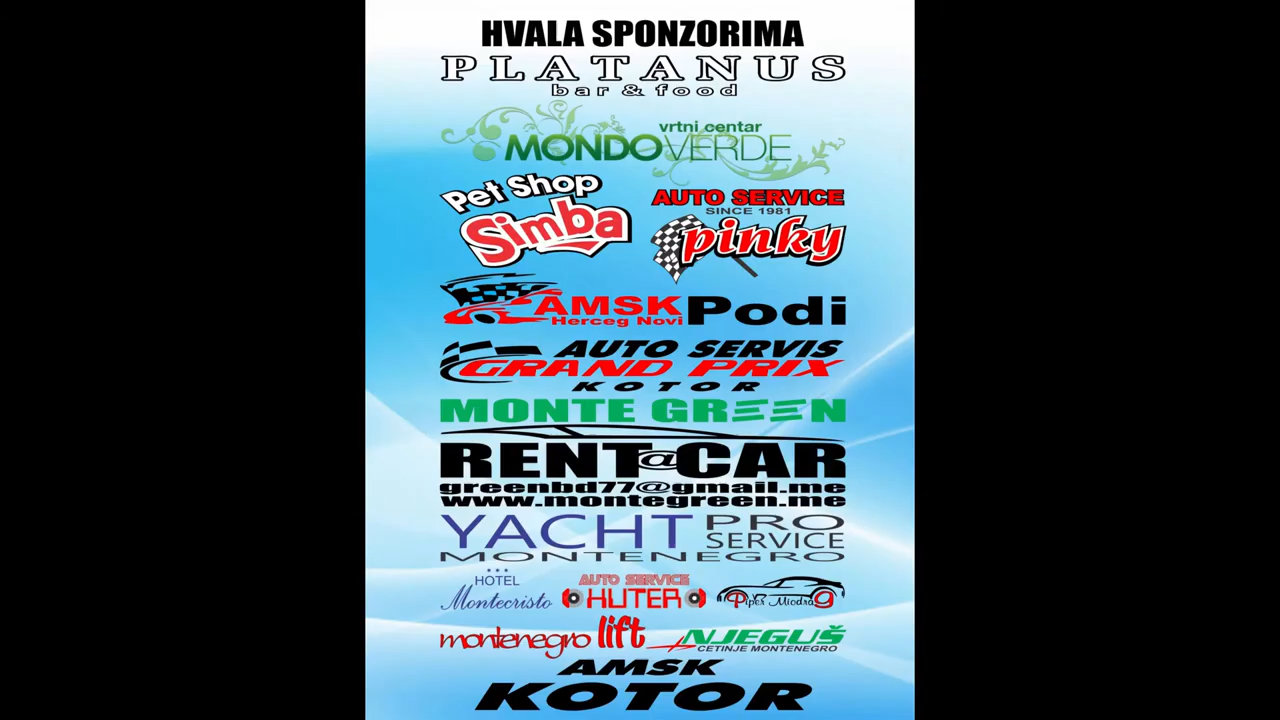 HVALA SPONZORIMA
PLATANUS
bar & food
vrtni centar
MONDOVERDE
Pet Shop
Simba
AUTO SERVICE
SINCE 1981
pinky
AMSK Podi
Herceg Novi
AUTO SERVIS
GRAND PRIX
KOTOR
MONTE GREEN
RENT@CAR
greenbd77@gmail.me
www.montegreen.me
YACHT PRO SERVICE
MONTENEGRO
HOTEL
Montecristo
AUTO SERVICE
HUTER
Piper Miodrag
montenegro lift
NJEGUŠ
CETINJE MONTENEGRO
AMSK
KOTOR